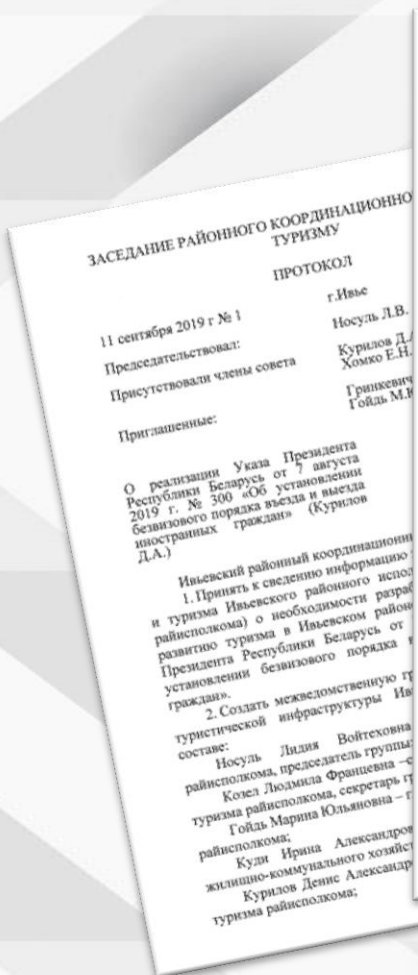 ЗАСЕДАНИЕ РАЙОННОГО КООРДИНАЦИОННО
ТУРИЗМУ
ПРОТОКОЛ
11 сентября 2019 г № 1
г.Ивье
Председательствовал:
Носуль Л.В.
Присутствовали члены совета
Курилов Д.А
Хомко Е.Н.
Приглашенные:
Гринкевич
Гойдь М.Ю
О реализации Указа Президента
Республики Беларусь от 7 августа
2019 г. № 300 «Об установлении
безвизового порядка въезда и выезда
иностранных граждан» (Курилов
Д.А.)
Ивьевский районный координационны
1. Принять к сведению информацию
и туризма Ивьевского районного испол
райисполкома) о необходимости разраб
развитию туризма в Ивьевском район
Президента Республики Беларусь от
установлении безвизового порядка
граждан».
2. Создать межведомственную гр
туристической инфраструктуры Ив
составе:
Носуль Лидия Войтеховна
райисполкома, председатель группы;
Козел Людмила Францевна –с
туризма райисполкома, секретарь гр
Гойдь Марина Юльяновна – г
райисполкома;
Куди Ирина Александров
жилищно-коммунального хозяйст
Курилов Денис Александр
туризма райисполкома;